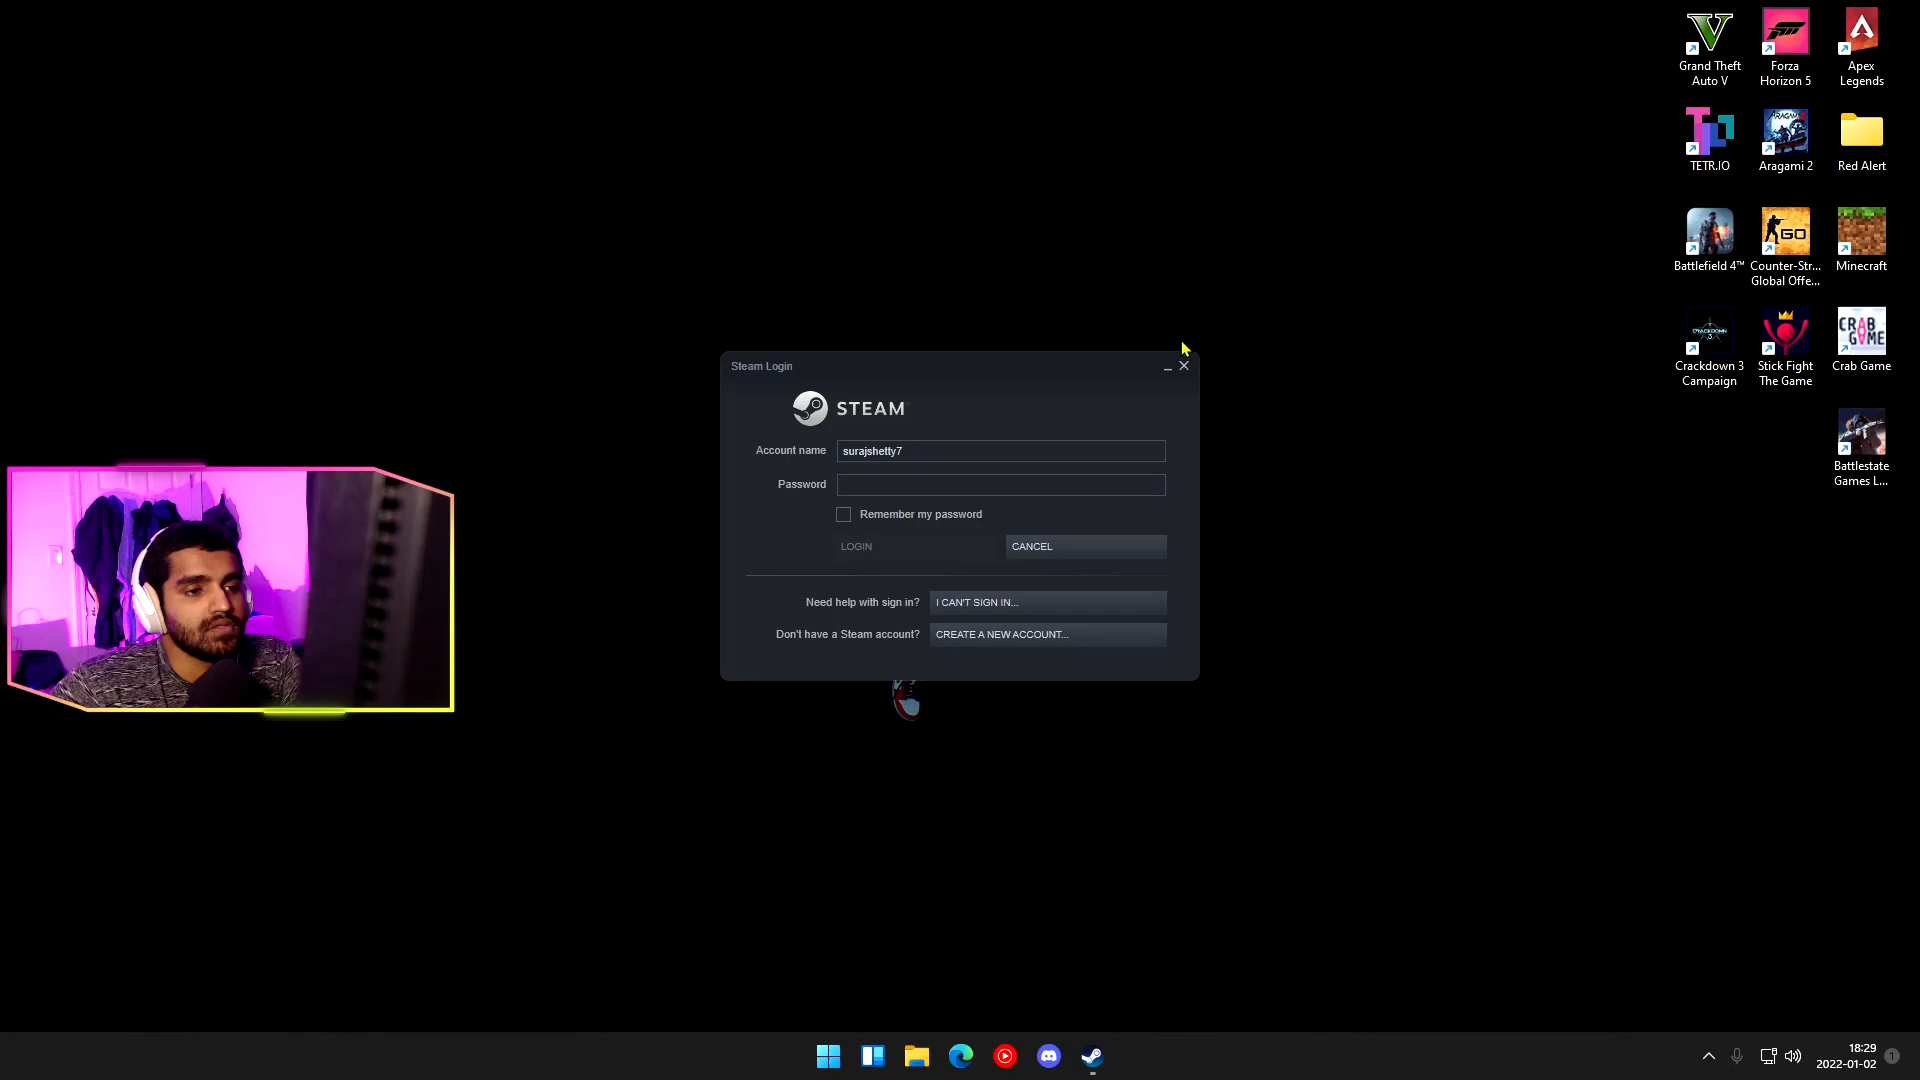 Grand Theft
Auto V
Forza
Horizon 5
Apex
Legends
TETR.IO
Aragami 2
Red Alert
Battlefield 4™
Counter-Str...
Global Offe...
Minecraft
GO
Crackdown 3
Campaign
Stick Fight
The Game
CRAB
GAME
Crab Game
Battlestate
Games L...
Steam Login
STEAM
Account name
surajshetty7
Password
Remember my password
LOGIN
CANCEL
Need help with sign in?
I CAN'T SIGN IN...
Don't have a Steam account?
CREATE A NEW ACCOUNT...
18:29
2022-01-02
1